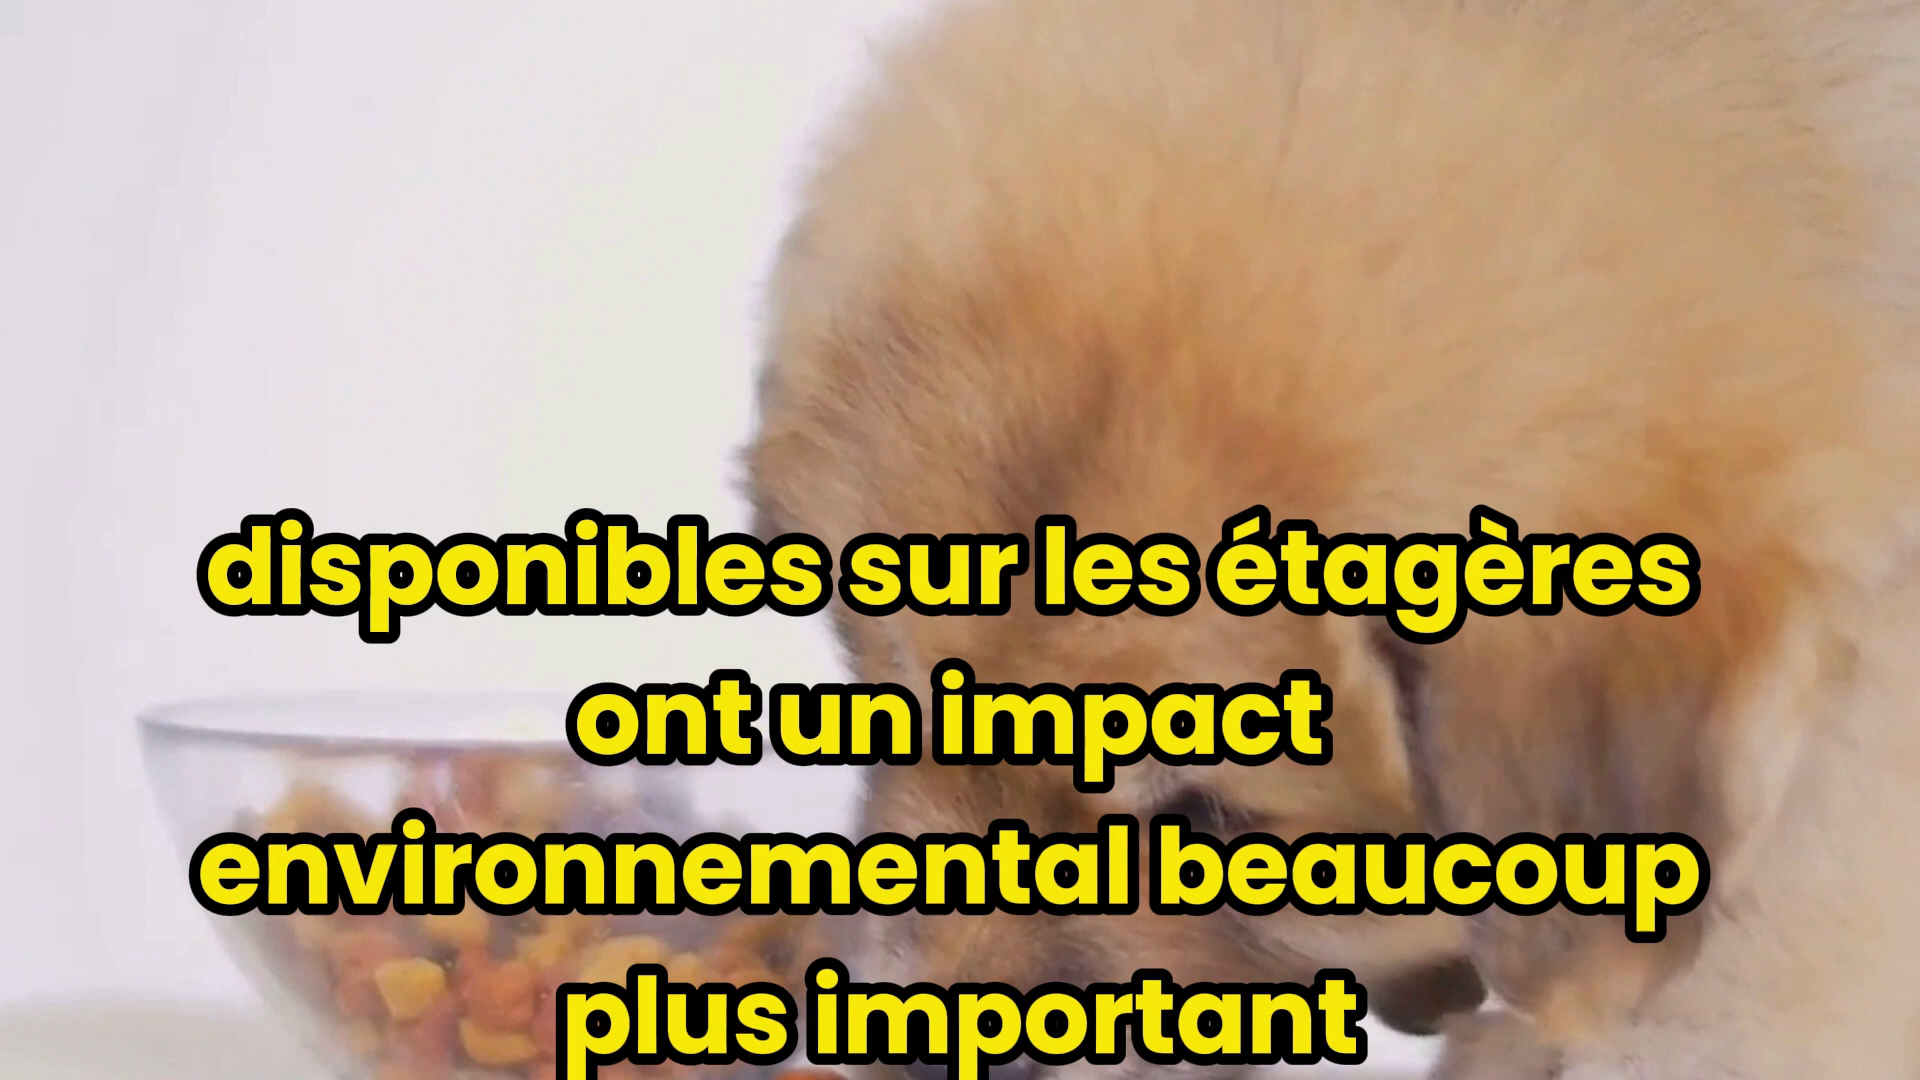 disponibles sur les étagères
ont un impact
environnemental beaucoup
plus important